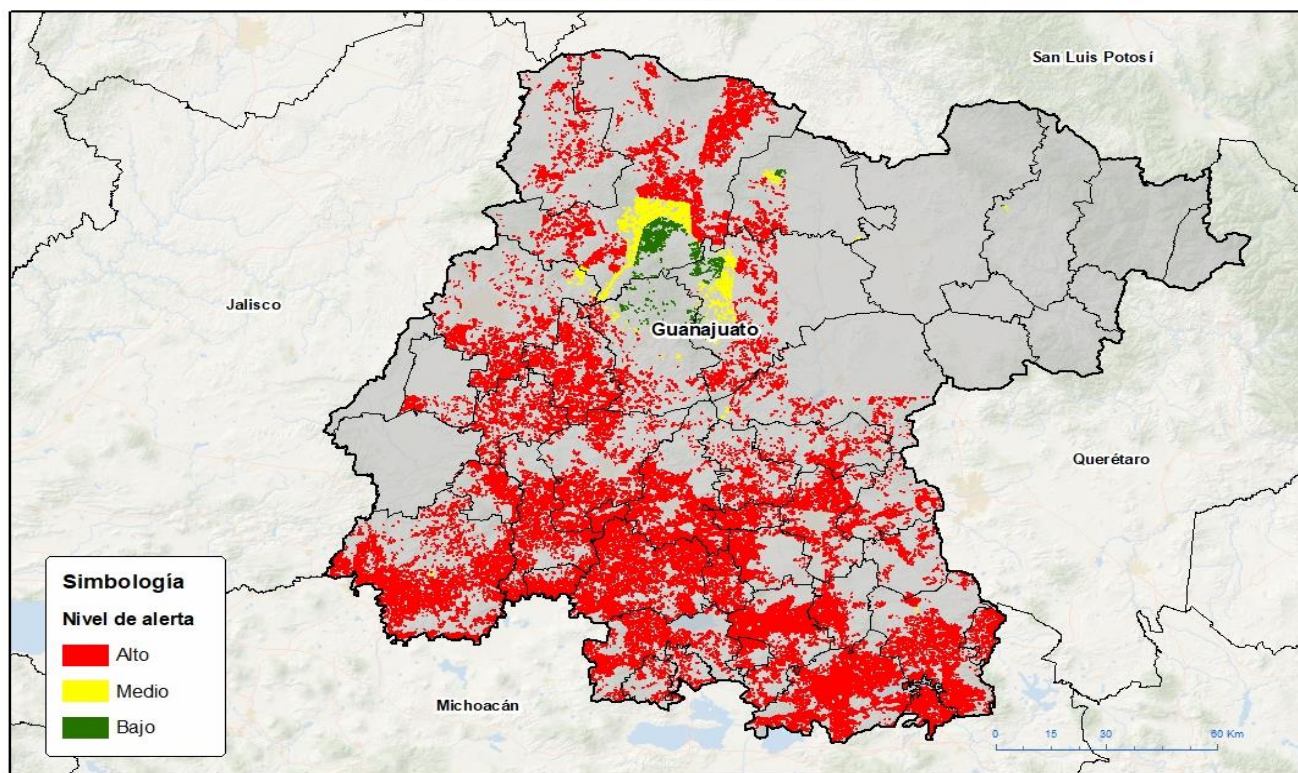 San Luis Potosí
Jalisco
Guanajuato
Querétaro
Michoacán
Simbología
Nivel de alerta
Alto
Medio
Bajo
0 15 30 60 Km